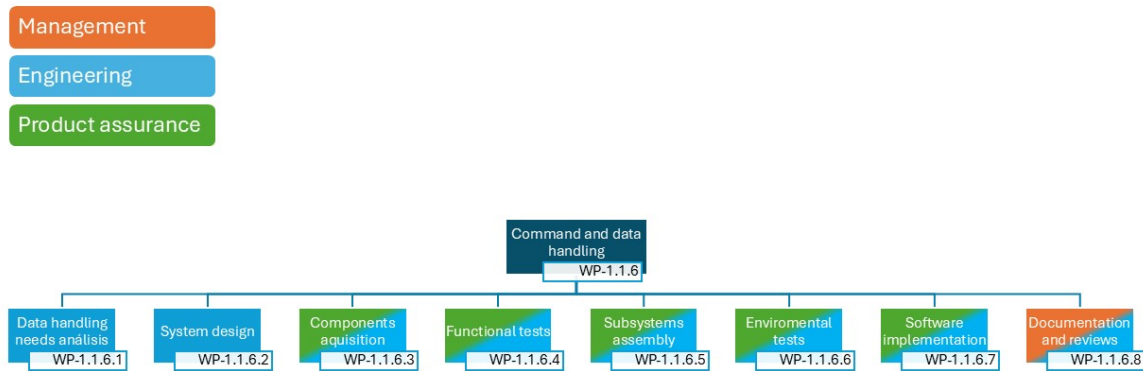 Management
Engineering
Product assurance
Command and data
handling
WP-1.1.6
Data handling
needs análisis
WP-1.1.6.1
System design
WP-1.1.6.2
Components
aquisition
WP-1.1.6.3
Functional tests
WP-1.1.6.4
Subsystems
assembly
WP-1.1.6.5
Enviromental
tests
WP-1.1.6.6
Software
implementation
WP-1.1.6.7
Documentation
and reviews
WP-1.1.6.8